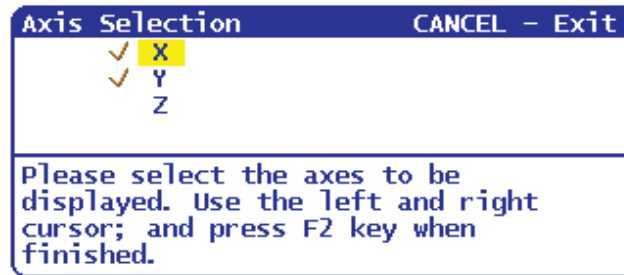 Axis Selection CANCEL - Exit
✓ X
✓ Y
Z
Please select the axes to be
displayed. Use the left and right
cursor; and press F2 key when
finished.